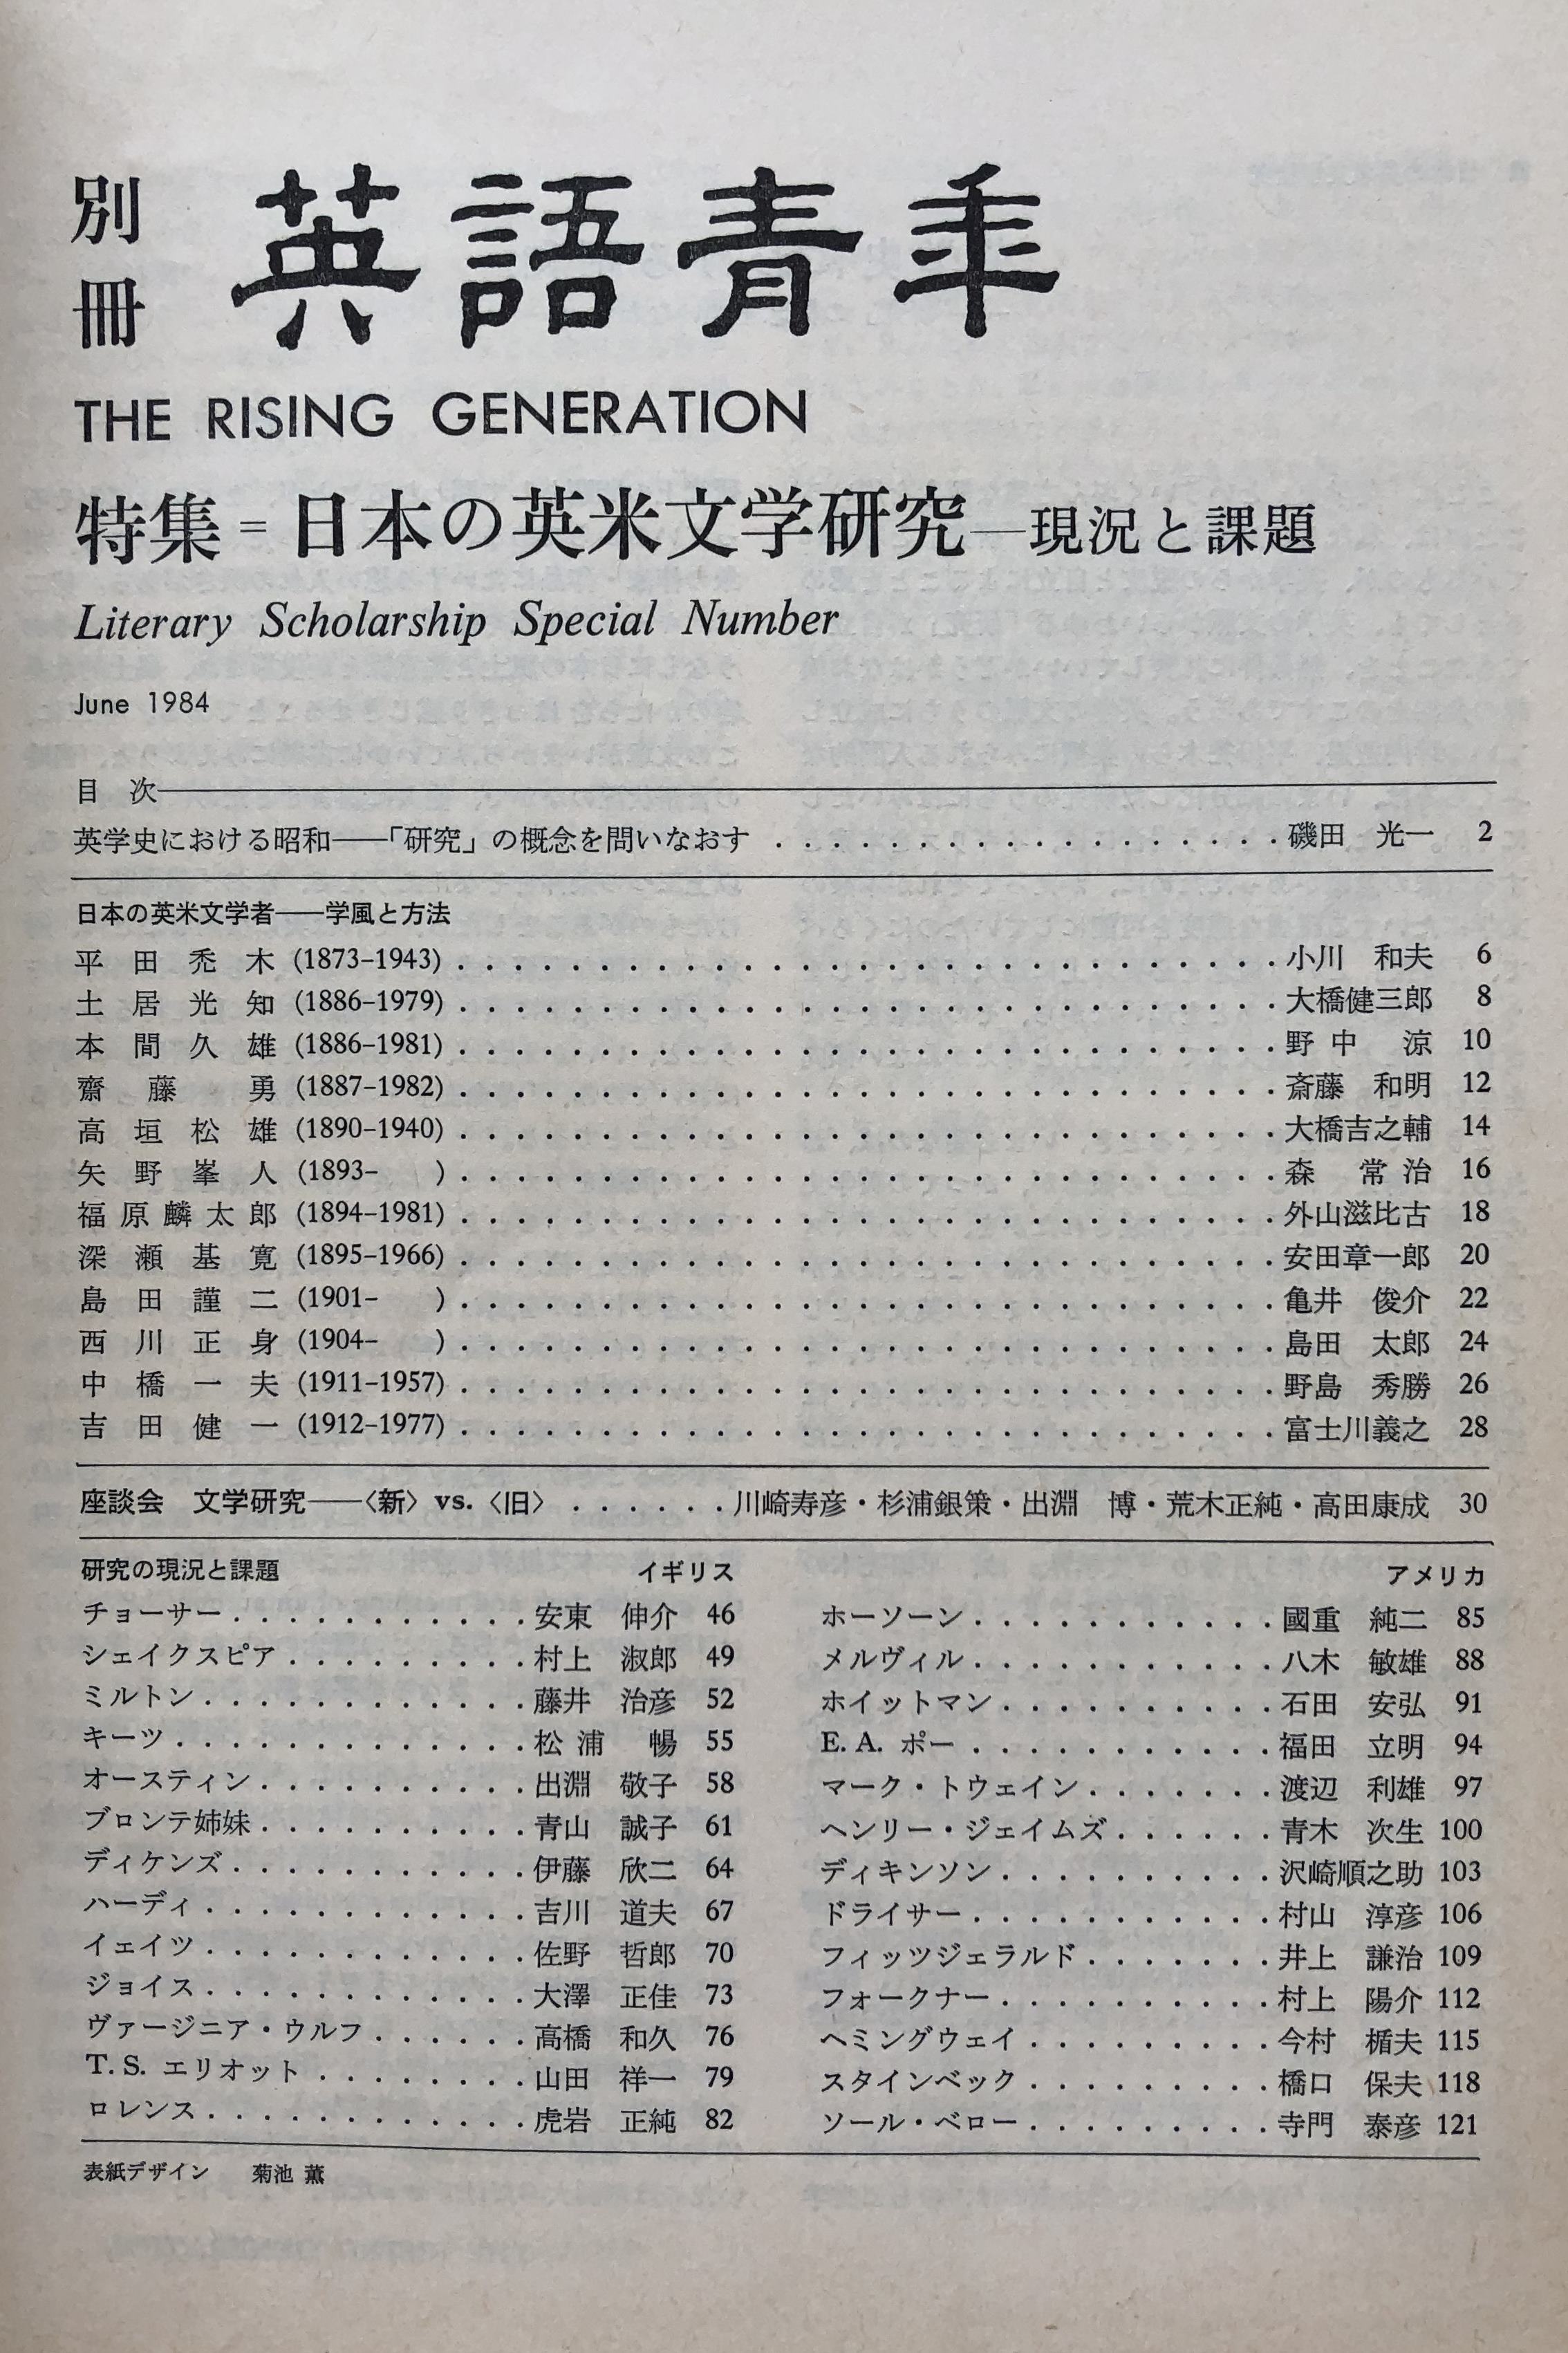 別冊 英語青年
THE RISING GENERATION
特集=日本の英米文学研究—現況と課題
Literary Scholarship Special Number
June 1984
目 次
英学史における昭和——「研究」の概念を問いなおす . . . . . . 磯田 光一 2
日本の英米文学者——学風と方法
平田禿木 (1873–1943) . . . . . . 小川 和夫 6
土居光知 (1886–1979) . . . . . . 大橋健三郎 8
本間久雄 (1886–1981) . . . . . . 野中 涼 10
齋藤 勇 (1887–1982) . . . . . . 斎藤 和明 12
高垣松雄 (1890–1940) . . . . . . 大橋吉之輔 14
矢野峯人 (1893– ) . . . . . . 森 常治 16
福原麟太郎 (1894–1981) . . . . . . 外山滋比古 18
深瀬基寛 (1895–1966) . . . . . . 安田章一郎 20
島田謹二 (1901– ) . . . . . . 亀井 俊介 22
西川正身 (1904– ) . . . . . . 島田 太郎 24
中橋一夫 (1911–1957) . . . . . . 野島 秀勝 26
吉田健一 (1912–1977) . . . . . . 富士川義之 28
座談会 文学研究——〈新〉vs.〈旧〉 . . . . . . 川崎寿彦・杉浦銀策・出淵 博・荒木正純・高田康成 30
研究の現況と課題 イギリス
チョーサー . . . . . . 安東 伸介 46
シェイクスピア . . . . . . 村上 淑郎 49
ミルトン . . . . . . 藤井 治彦 52
キーツ . . . . . . 松浦 暢 55
オースティン . . . . . . 出淵 敬子 58
ブロンテ姉妹 . . . . . . 青山 誠子 61
ディケンズ . . . . . . 伊藤 欣二 64
ハーディ . . . . . . 吉川 道夫 67
イェイツ . . . . . . 佐野 哲郎 70
ジョイス . . . . . . 大澤 正佳 73
ヴァージニア・ウルフ . . . . . . 高橋 和久 76
T. S. エリオット . . . . . . 山田 祥一 79
ロレンス . . . . . . 虎岩 正純 82
アメリカ
ホーソーン . . . . . . 國重 純二 85
メルヴィル . . . . . . 八木 敏雄 88
ホイットマン . . . . . . 石田 安弘 91
E. A. ポー . . . . . . 福田 立明 94
マーク・トウェイン . . . . . . 渡辺 利雄 97
ヘンリー・ジェイムズ . . . . . . 青木 次生 100
ディキンソン . . . . . . 沢崎順之助 103
ドライサー . . . . . . 村山 淳彦 106
フィッツジェラルド . . . . . . 井上 謙治 109
フォークナー . . . . . . 村上 陽介 112
ヘミングウェイ . . . . . . 今村 楯夫 115
スタインベック . . . . . . 橋口 保夫 118
ソール・ベロー . . . . . . 寺門 泰彦 121
表紙デザイン 菊池 薫